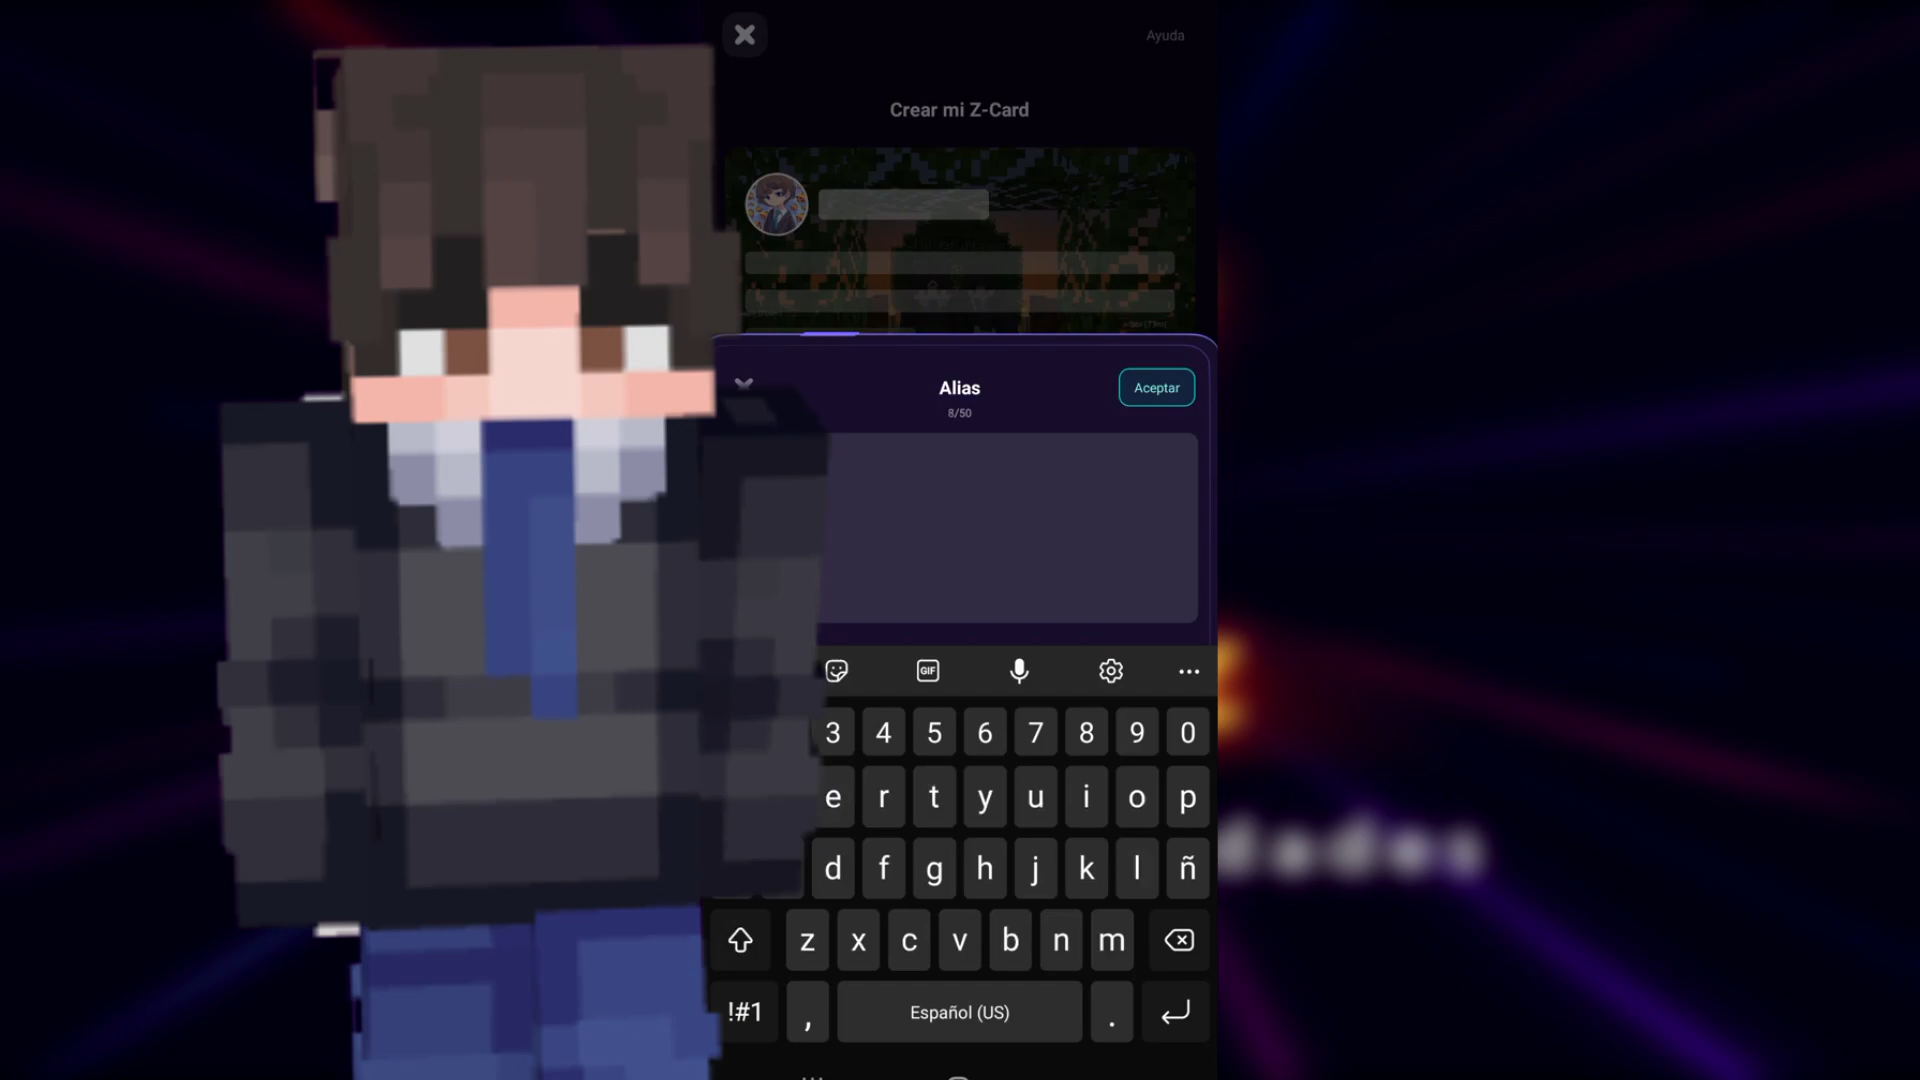 Ayuda
Crear mi Z-Card
Alias
Aceptar
8/50
GIF
3 4 5 6 7 8 9 0
e r t y u i o p
d f g h j k l ñ
z x c v b n m
!#1 , Español (US) .